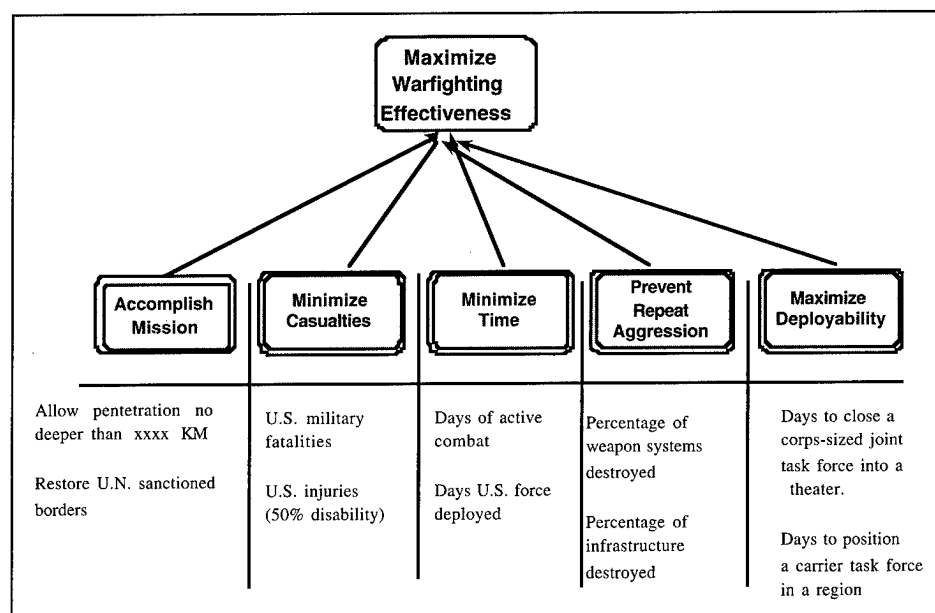 Maximize
Warfighting
Effectiveness
Accomplish
Mission
Minimize
Casualties
Minimize
Time
Prevent
Repeat
Aggression
Maximize
Deployability
Allow pentetration no
deeper than xxxx KM
Restore U.N. sanctioned
borders
U.S. military
fatalities
U.S. injuries
(50% disability)
Days of active
combat
Days U.S. force
deployed
Percentage of
weapon systems
destroyed
Percentage of
infrastructure
destroyed
Days to close a
corps-sized joint
task force into a
theater.
Days to position
a carrier task force
in a region